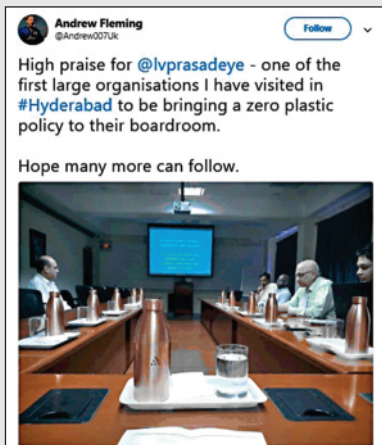 Andrew Fleming
@Andrew007Uk
Follow
High praise for @lvprasadeye - one of the
first large organisations I have visited in
#Hyderabad to be bringing a zero plastic
policy to their boardroom.
Hope many more can follow.